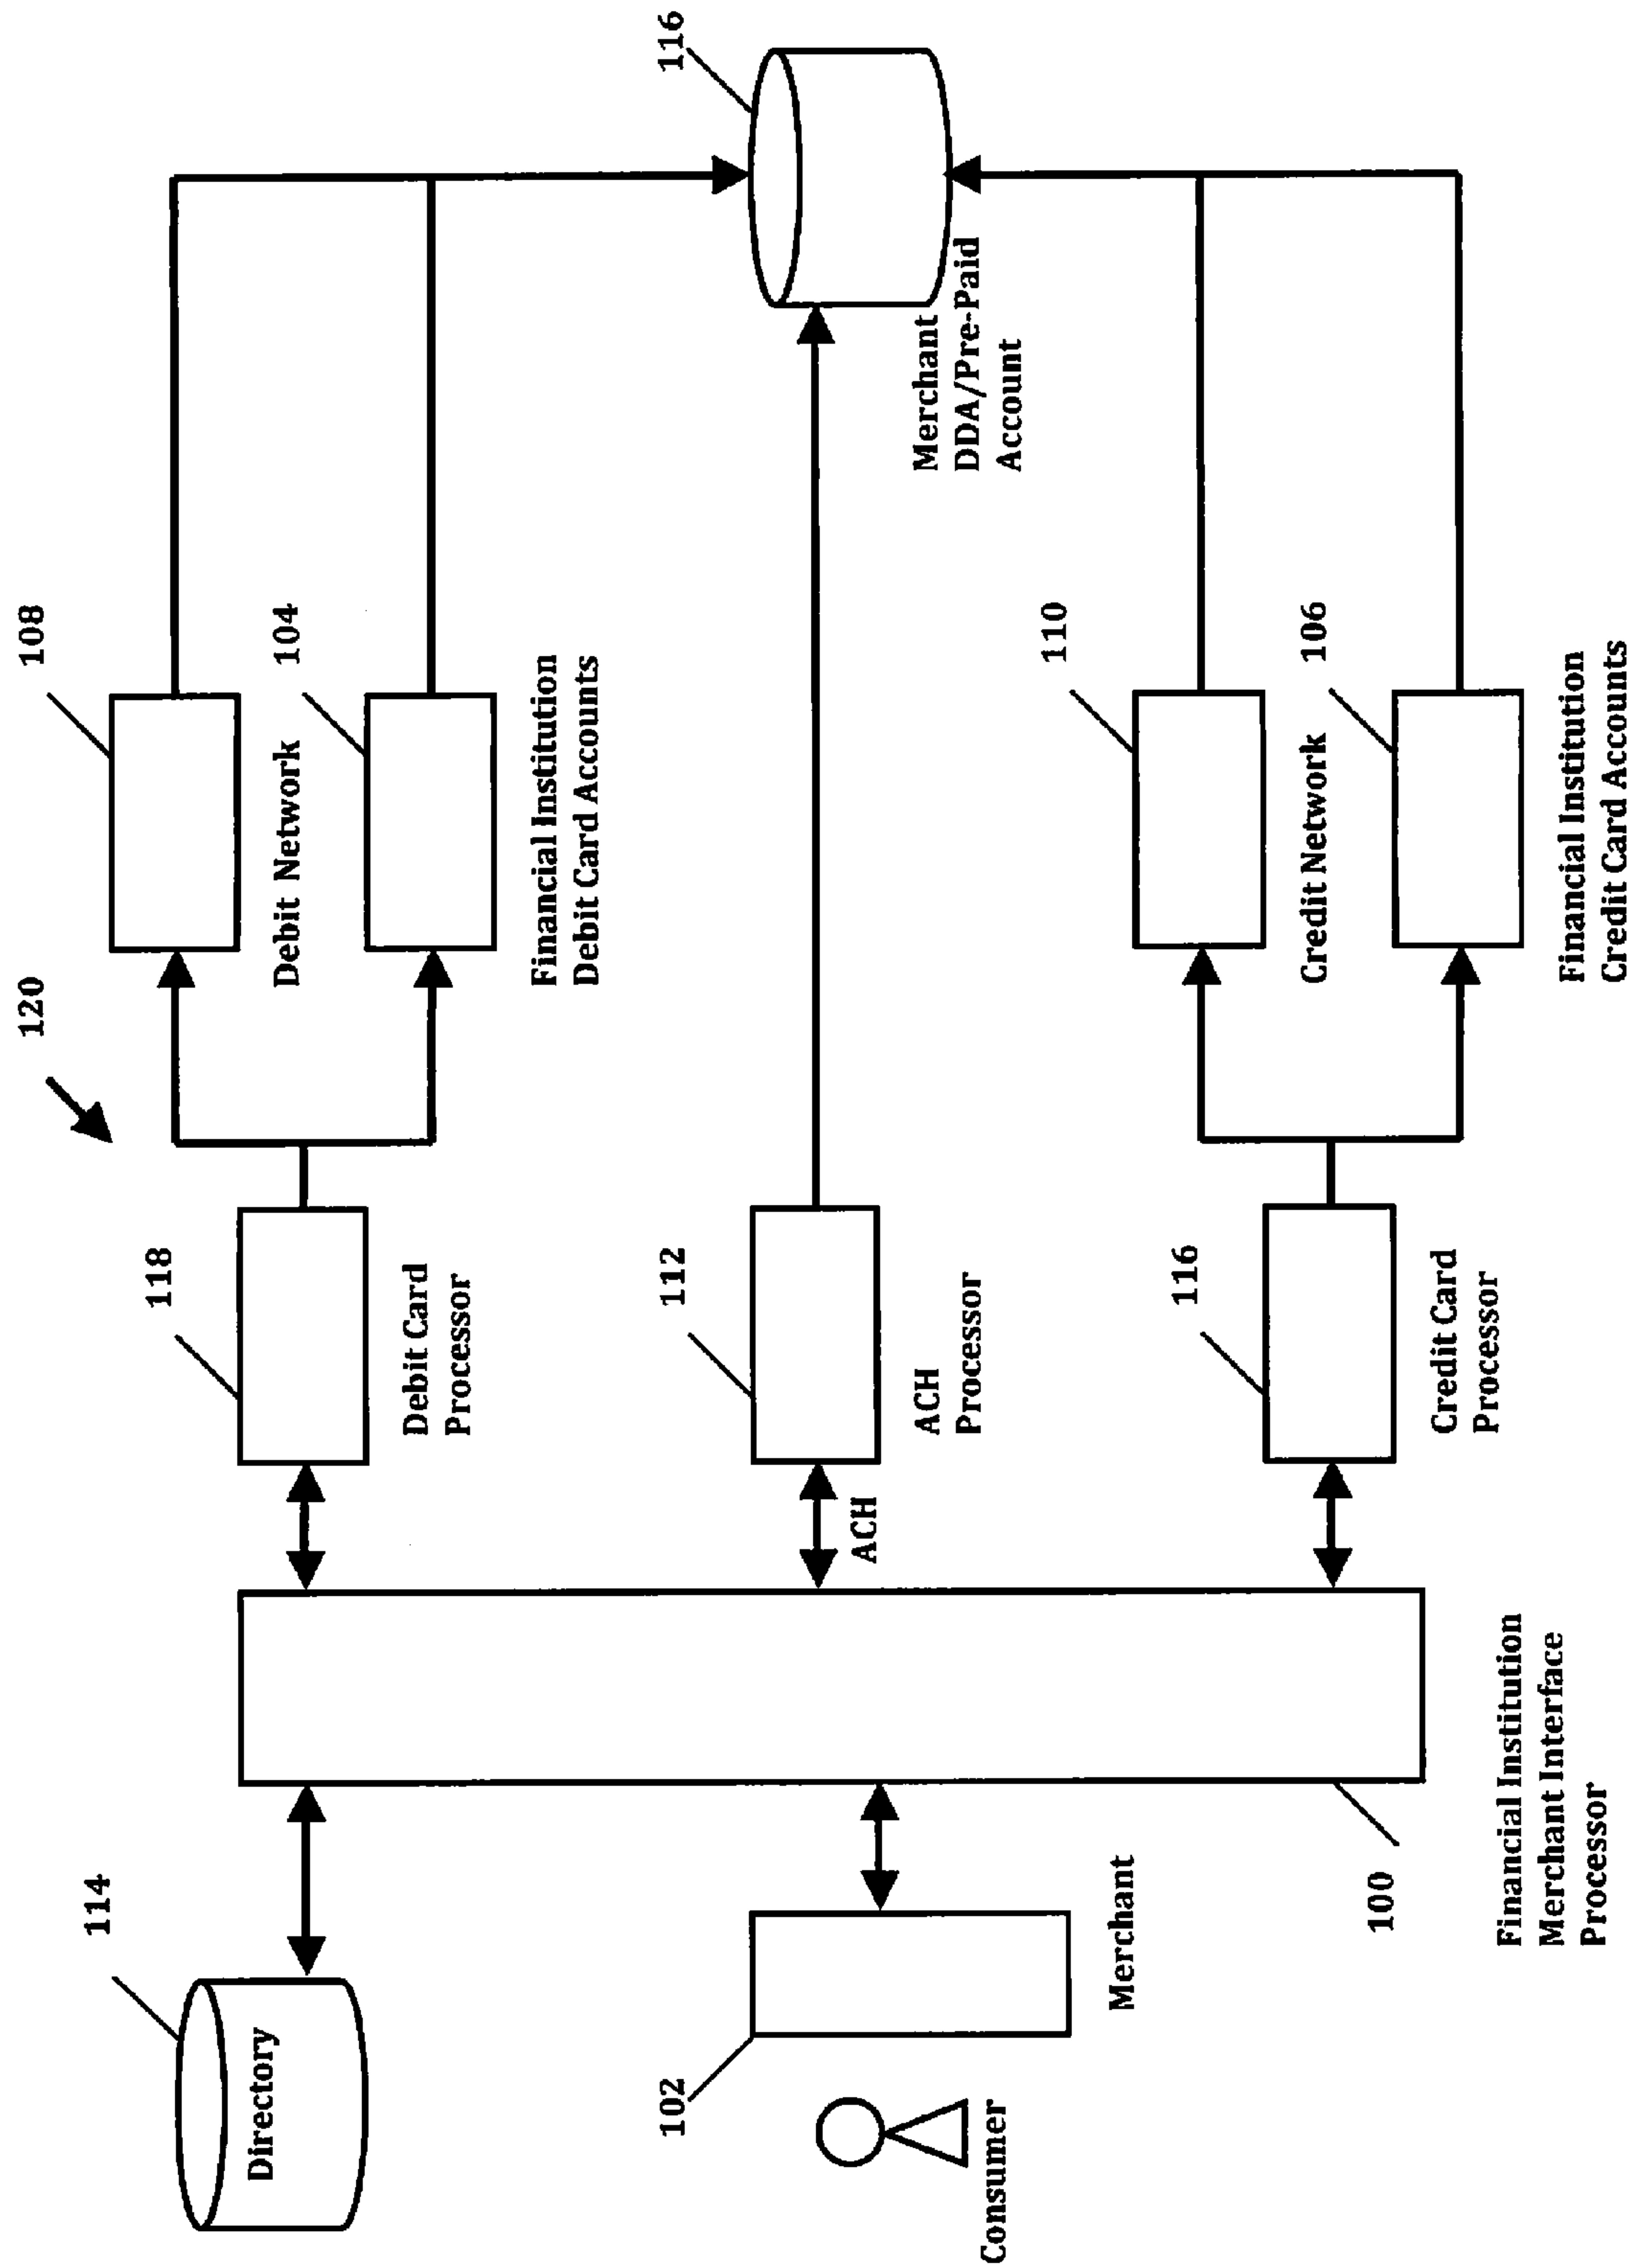 120
108
Debit Network
118
Debit Card
Processor
104
Financial Institution
Debit Card Accounts
114
Directory
116
Merchant
DDA/Pre-Paid
Account
112
ACH
ACH
Processor
102
Consumer
Merchant
110
Credit Network
116
Credit Card
Processor
106
Financial Institution
Credit Card Accounts
100
Financial Institution
Merchant Interface
Processor